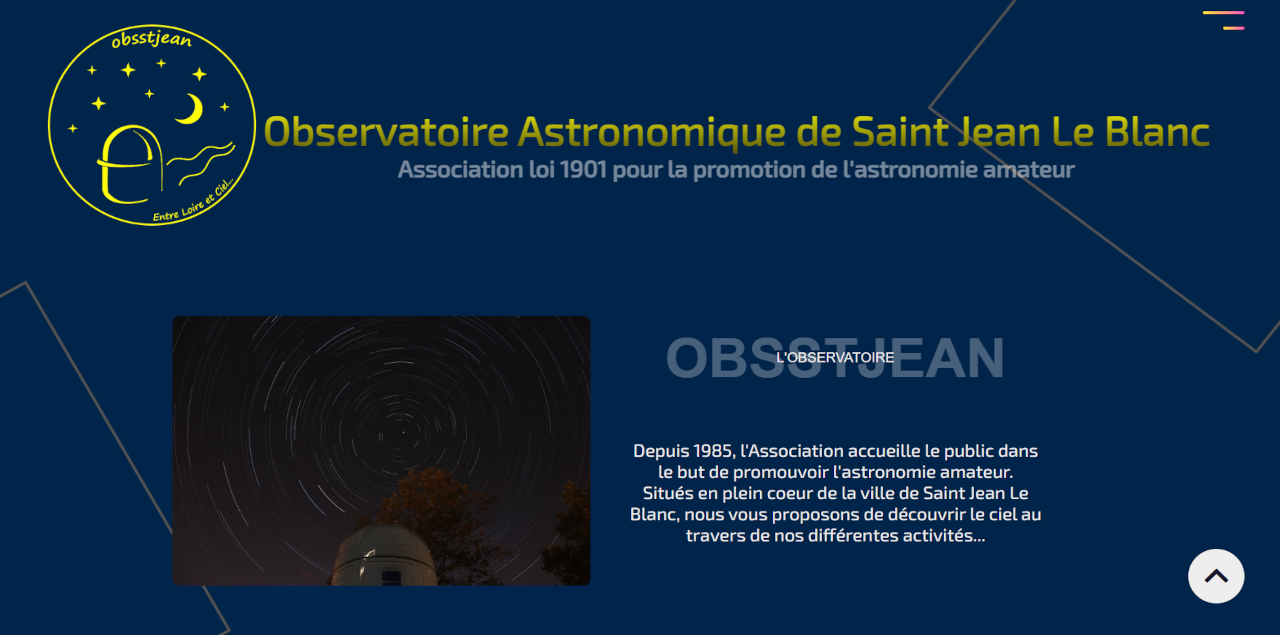 obsstjean
Entre Loire et Ciel...
Observatoire Astronomique de Saint Jean Le Blanc
Association loi 1901 pour la promotion de l'astronomie amateur
OBSSTJEAN
L'OBSERVATOIRE
Depuis 1985, l'Association accueille le public dans
le but de promouvoir l'astronomie amateur.
Situés en plein coeur de la ville de Saint Jean Le
Blanc, nous vous proposons de découvrir le ciel au
travers de nos différentes activités...